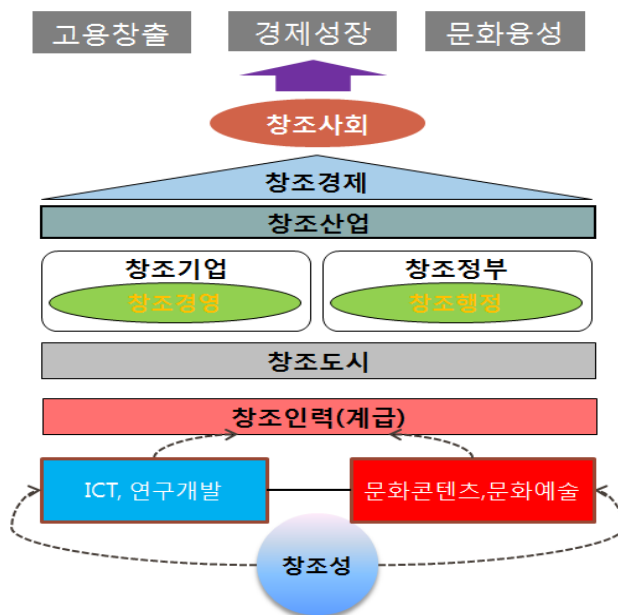 고용창출
경제성장
문화융성
창조사회
창조경제
창조산업
창조기업
창조정부
창조경영
창조행정
창조도시
창조인력(계급)
ICT, 연구개발
문화콘텐츠,문화예술
창조성